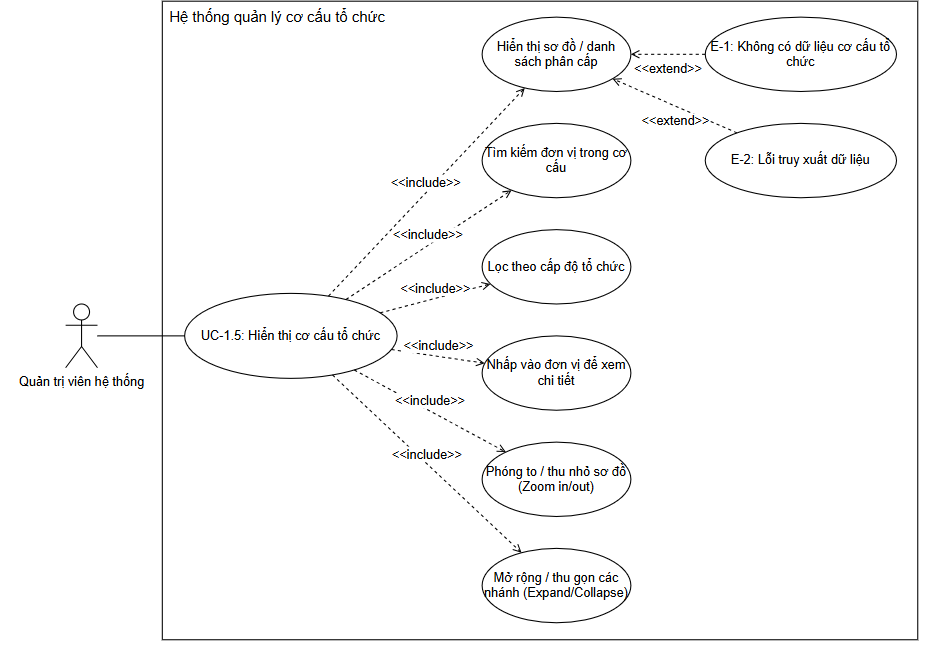 Hệ thống quản lý cơ cấu tổ chức
Hiển thị sơ đồ / danh
sách phân cấp
E-1: Không có dữ liệu cơ cấu tổ
chức
<<extend>>
<<extend>>
Tìm kiếm đơn vị trong cơ
cấu
E-2: Lỗi truy xuất dữ liệu
<<include>>
<<include>>
Lọc theo cấp độ tổ chức
<<include>>
UC-1.5: Hiển thị cơ cấu tổ chức
<<include>>
Nhấp vào đơn vị để xem
chi tiết
Quản trị viên hệ thống
<<include>>
<<include>>
Phóng to / thu nhỏ sơ đồ
(Zoom in/out)
Mở rộng / thu gọn các
nhánh (Expand/Collapse)